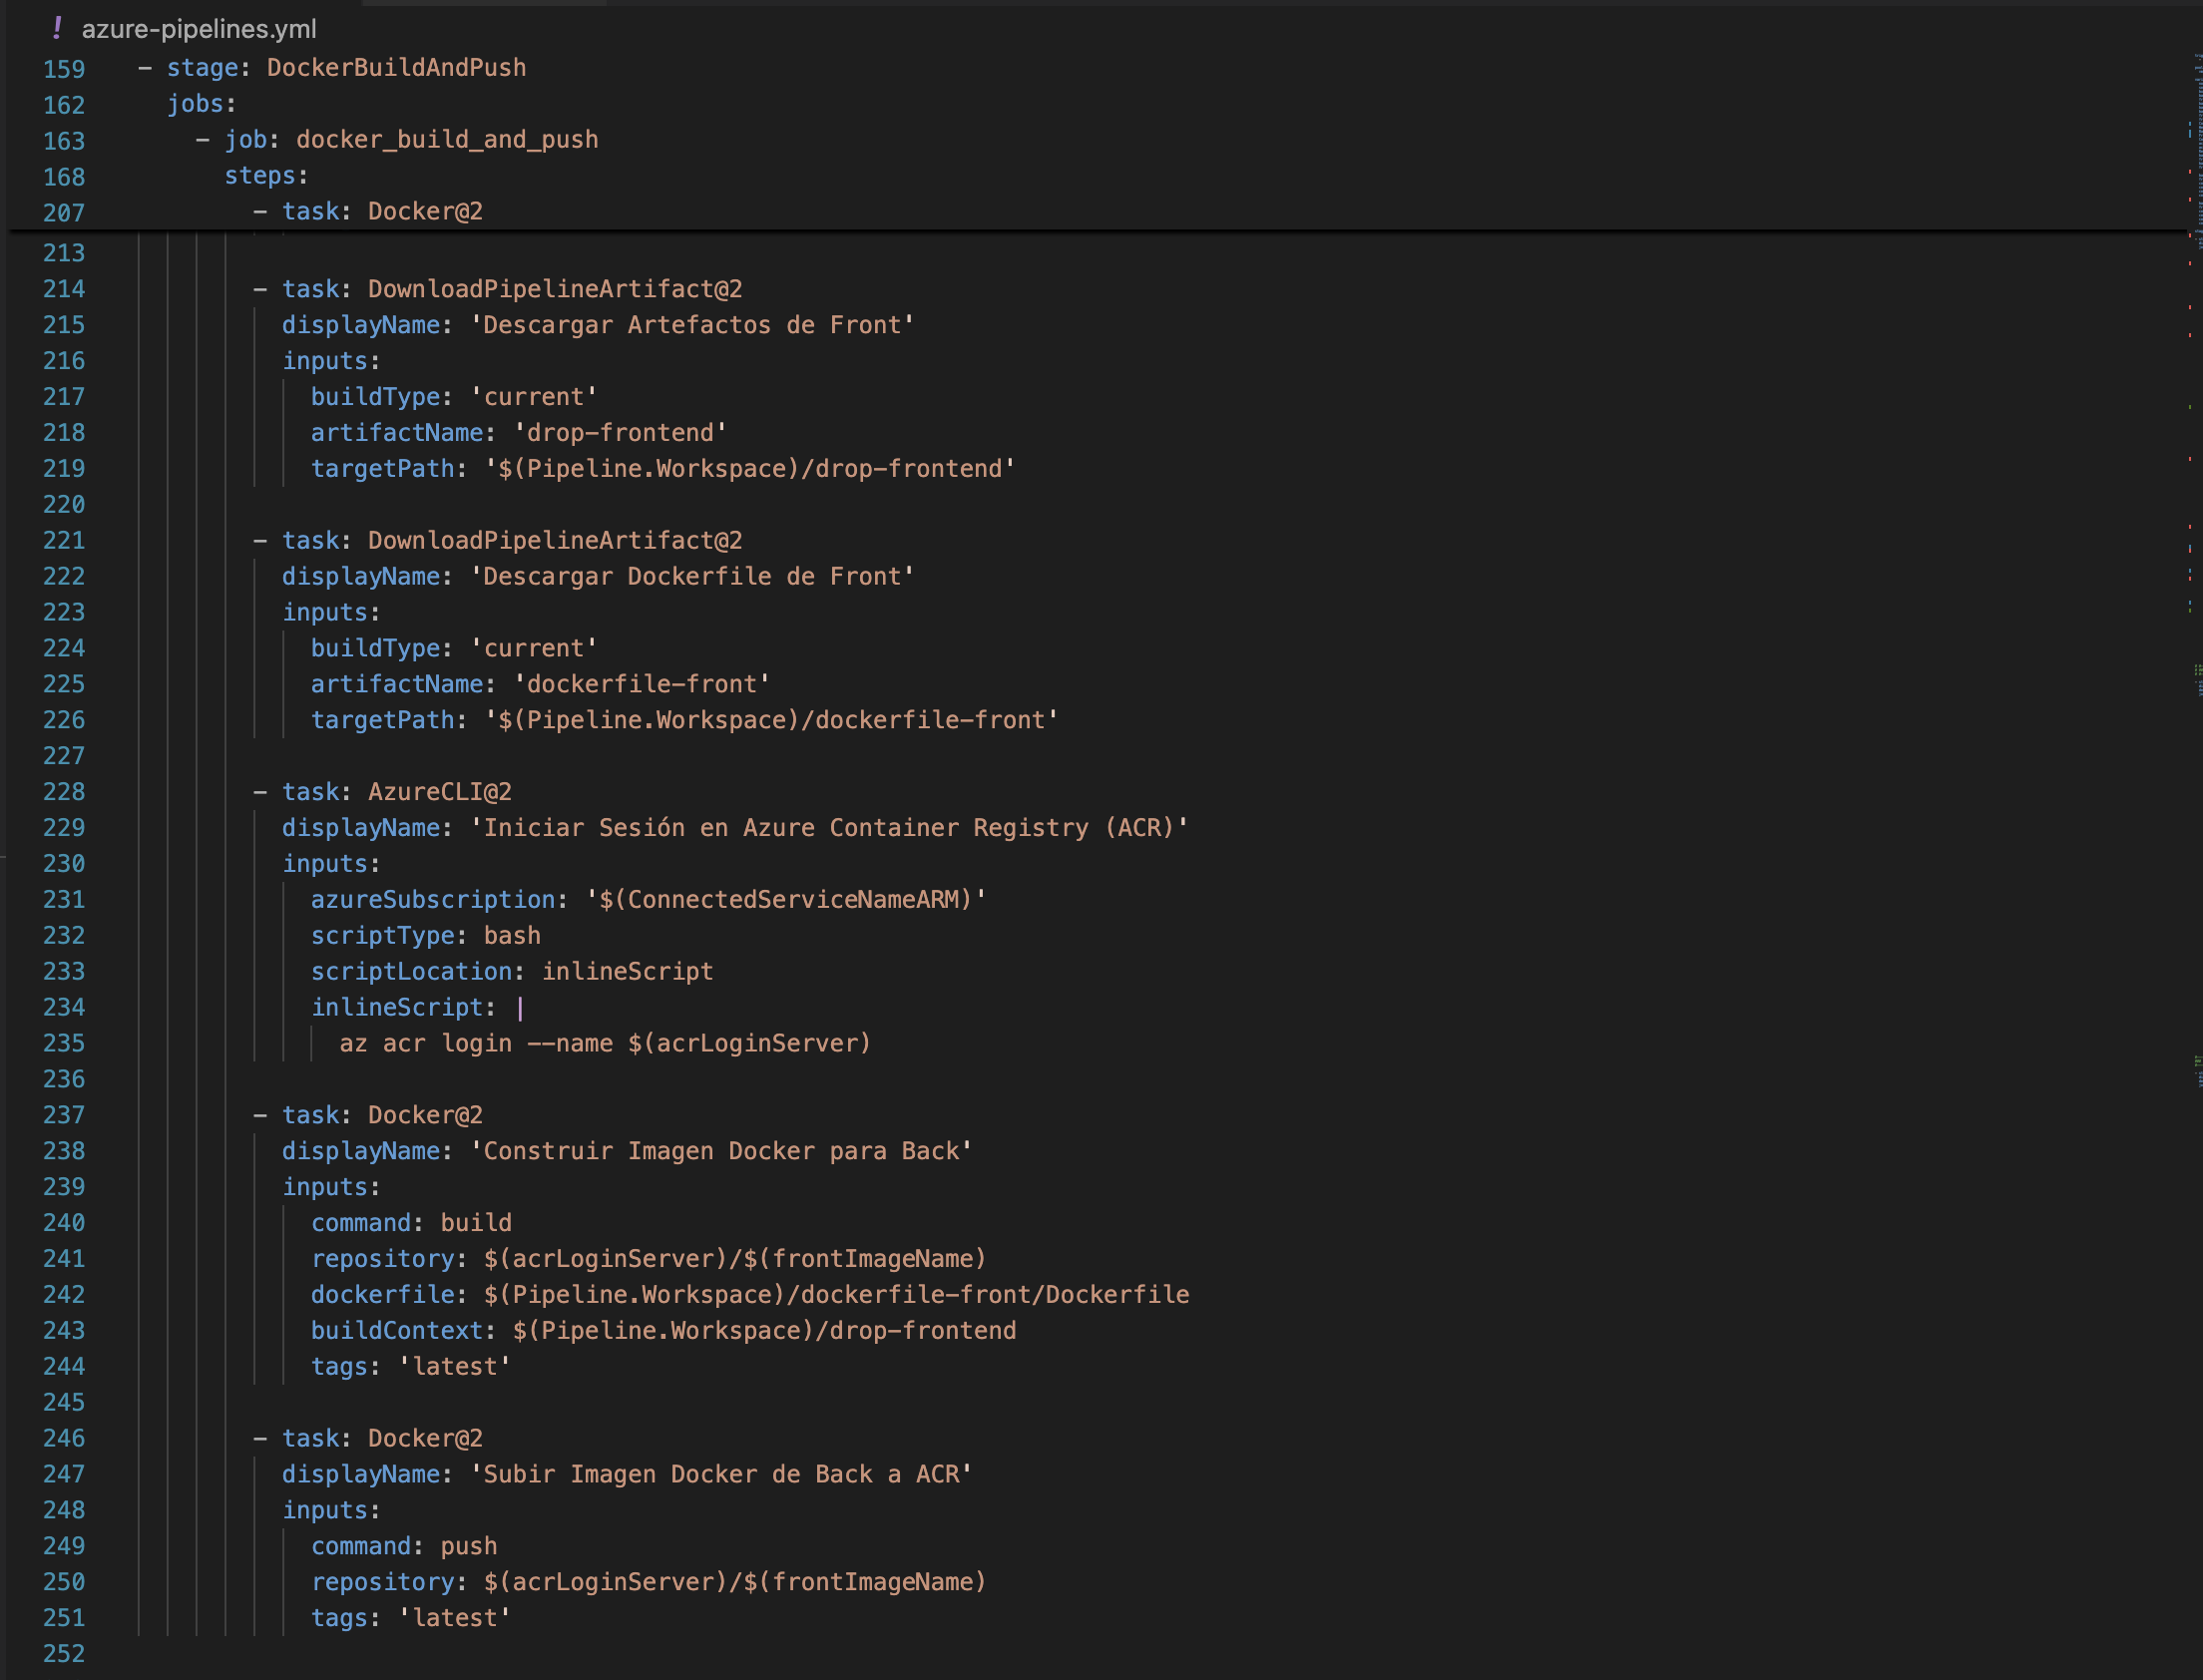 ! azure-pipelines.yml
159 - stage: DockerBuildAndPush
162 jobs:
163 - job: docker_build_and_push
168 steps:
207 - task: Docker@2
213
214 - task: DownloadPipelineArtifact@2
215 displayName: 'Descargar Artefactos de Front'
216 inputs:
217 buildType: 'current'
218 artifactName: 'drop-frontend'
219 targetPath: '$(Pipeline.Workspace)/drop-frontend'
220
221 - task: DownloadPipelineArtifact@2
222 displayName: 'Descargar Dockerfile de Front'
223 inputs:
224 buildType: 'current'
225 artifactName: 'dockerfile-front'
226 targetPath: '$(Pipeline.Workspace)/dockerfile-front'
227
228 - task: AzureCLI@2
229 displayName: 'Iniciar Sesión en Azure Container Registry (ACR)'
230 inputs:
231 azureSubscription: '$(ConnectedServiceNameARM)'
232 scriptType: bash
233 scriptLocation: inlineScript
234 inlineScript: |
235 az acr login --name $(acrLoginServer)
236
237 - task: Docker@2
238 displayName: 'Construir Imagen Docker para Back'
239 inputs:
240 command: build
241 repository: $(acrLoginServer)/$(frontImageName)
242 dockerfile: $(Pipeline.Workspace)/dockerfile-front/Dockerfile
243 buildContext: $(Pipeline.Workspace)/drop-frontend
244 tags: 'latest'
245
246 - task: Docker@2
247 displayName: 'Subir Imagen Docker de Back a ACR'
248 inputs:
249 command: push
250 repository: $(acrLoginServer)/$(frontImageName)
251 tags: 'latest'
252